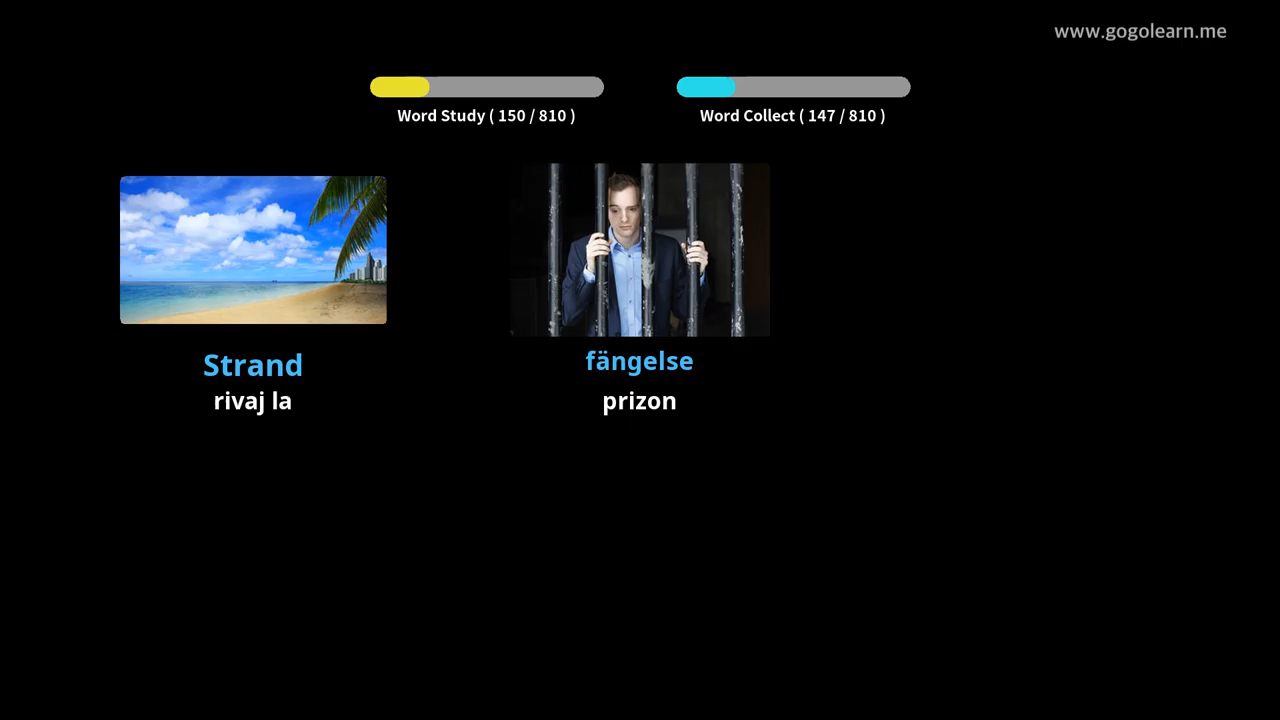 www.gogolearn.me
Word Study ( 150 / 810 )
Word Collect ( 147 / 810 )
Strand
rivaj la
fängelse
prizon